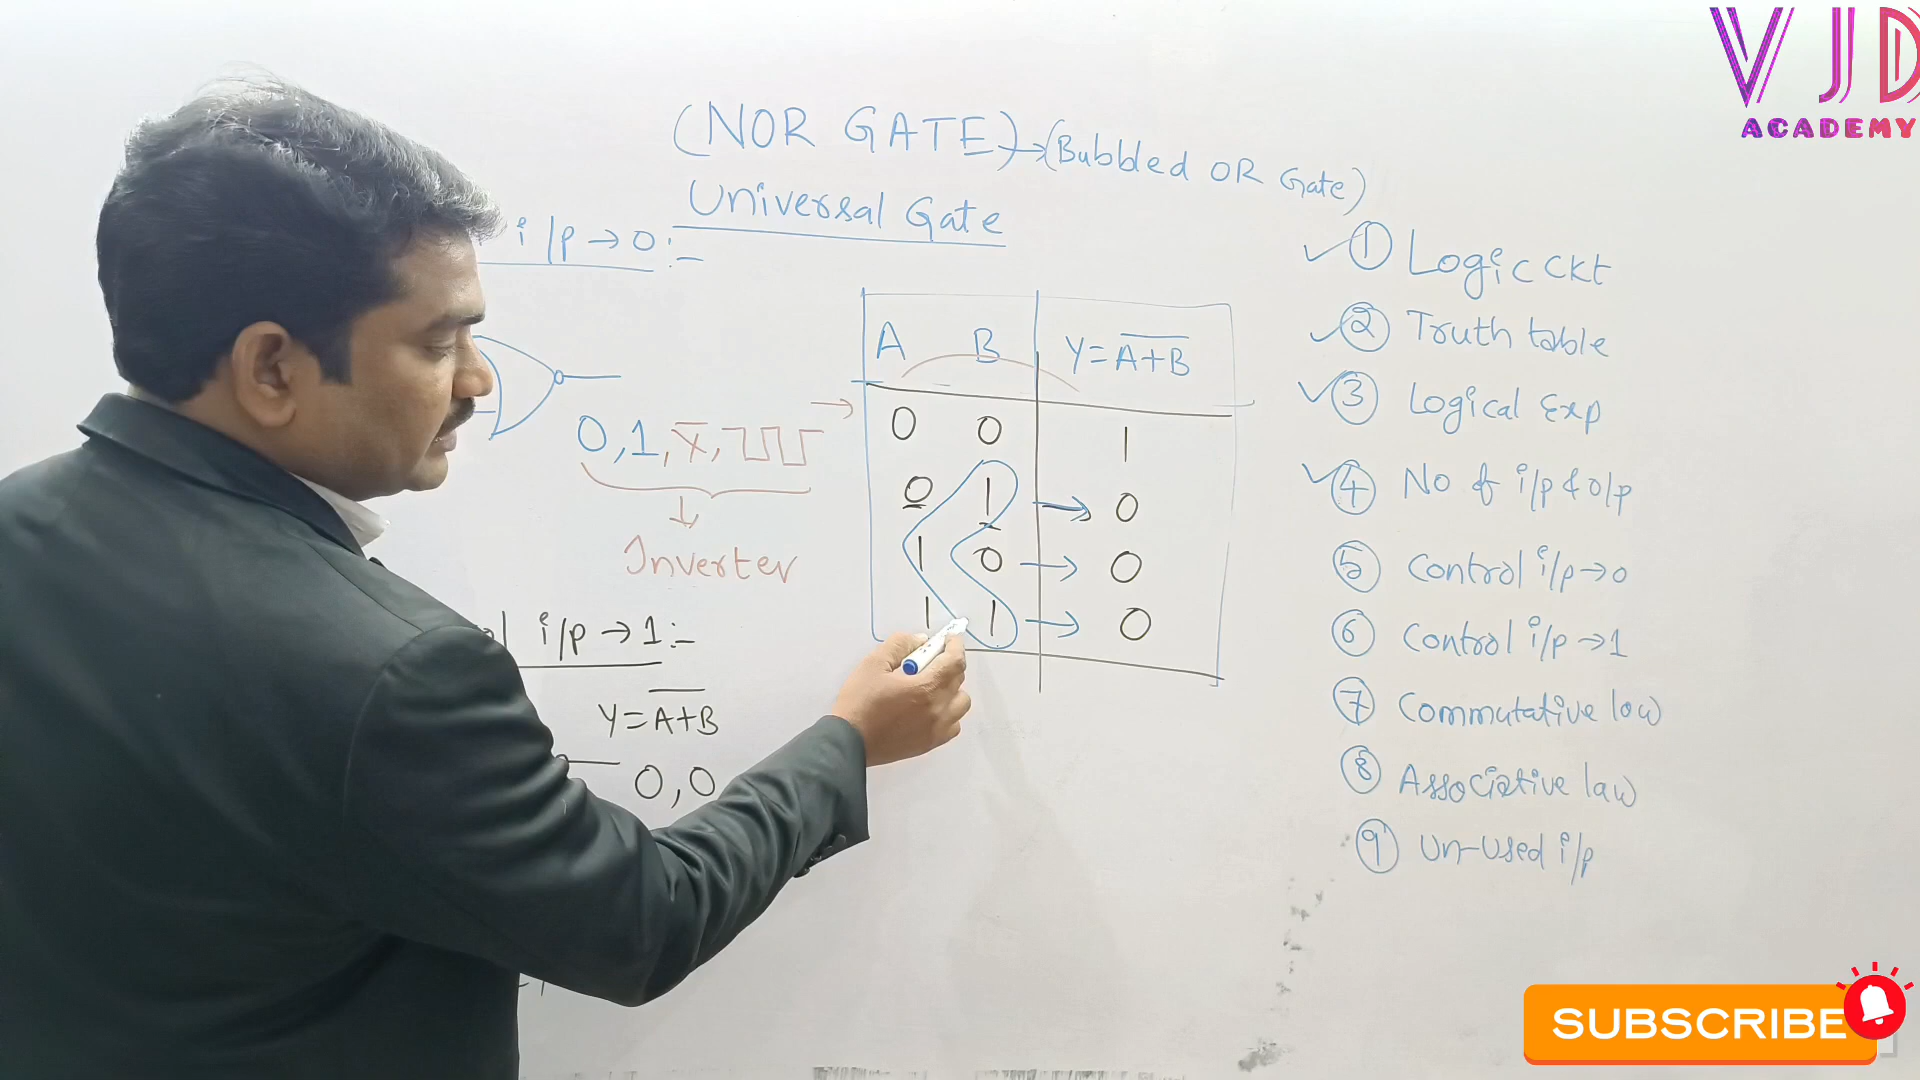 VJD
ACADEMY
(NOR GATE)→(Bubbled OR Gate)
Universal Gate
i/p → 0:-
A B Y=A̅+̅B̅
0 0 1
0 1 → 0
1 0 → 0
1 1 → 0
0, 1, X̅,
Inverter
i/p → 1:-
Y=A̅+̅B̅
0, 0
✓ ① Logic ckt
✓ ② Truth table
✓ ③ Logical Exp
✓ ④ No of i/p & o/p
⑤ Control i/p→0
⑥ Control i/p→1
⑦ Commutative law
⑧ Associative law
⑨ Un-used i/p
SUBSCRIBE